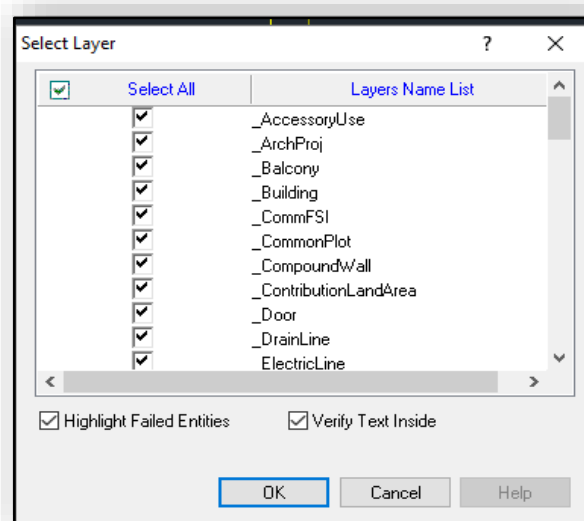 Select Layer ?
Select All Layers Name List
_AccessoryUse
_ArchProj
_Balcony
_Building
_CommFSI
_CommonPlot
_CompoundWall
_ContributionLandArea
_Door
_DrainLine
_ElectricLine
Highlight Failed Entities Verify Text Inside
OK Cancel Help